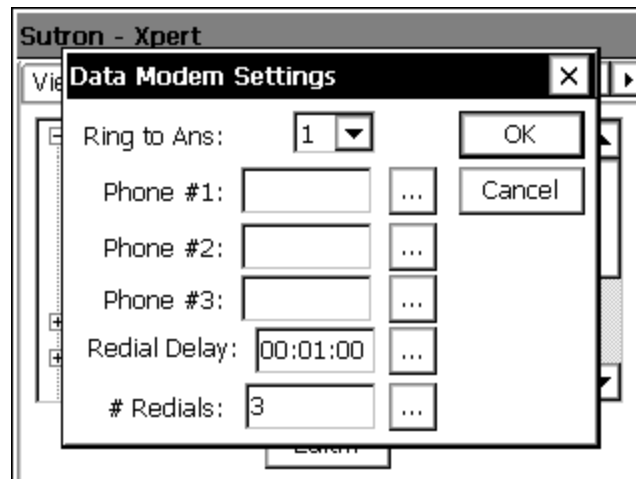 Sutron - Xpert
Vie
Data Modem Settings
Ring to Ans: 1 OK
Phone #1: ... Cancel
Phone #2: ...
Phone #3: ...
Redial Delay: 00:01:00 ...
# Redials: 3 ...